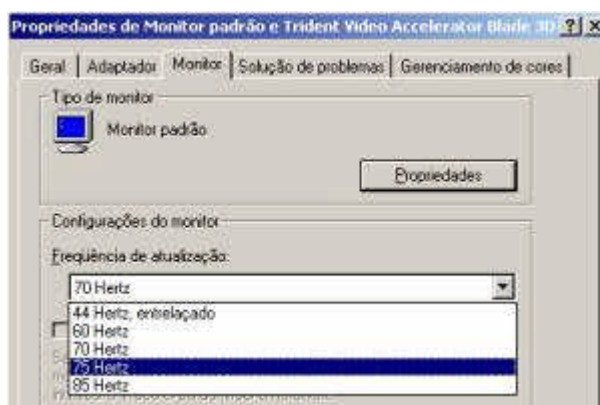 Propriedades de Monitor padrão e Trident Video Accelerator Blade 3D
Geral Adaptador Monitor Solução de problemas Gerenciamento de cores
Tipo de monitor
Monitor padrão
Propriedades
Configurações do monitor
Freqüência de atualização:
70 Hertz
44 Hertz, entrelaçado
60 Hertz
70 Hertz
75 Hertz
85 Hertz